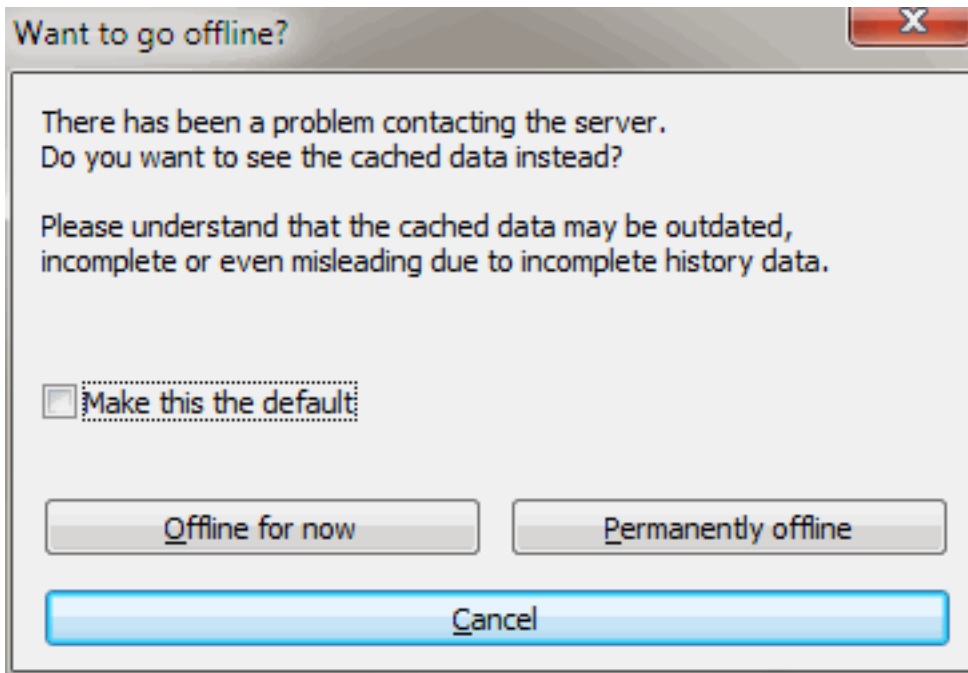 Want to go offline?
There has been a problem contacting the server.
Do you want to see the cached data instead?
Please understand that the cached data may be outdated,
incomplete or even misleading due to incomplete history data.
Make this the default
Offline for now
Permanently offline
Cancel